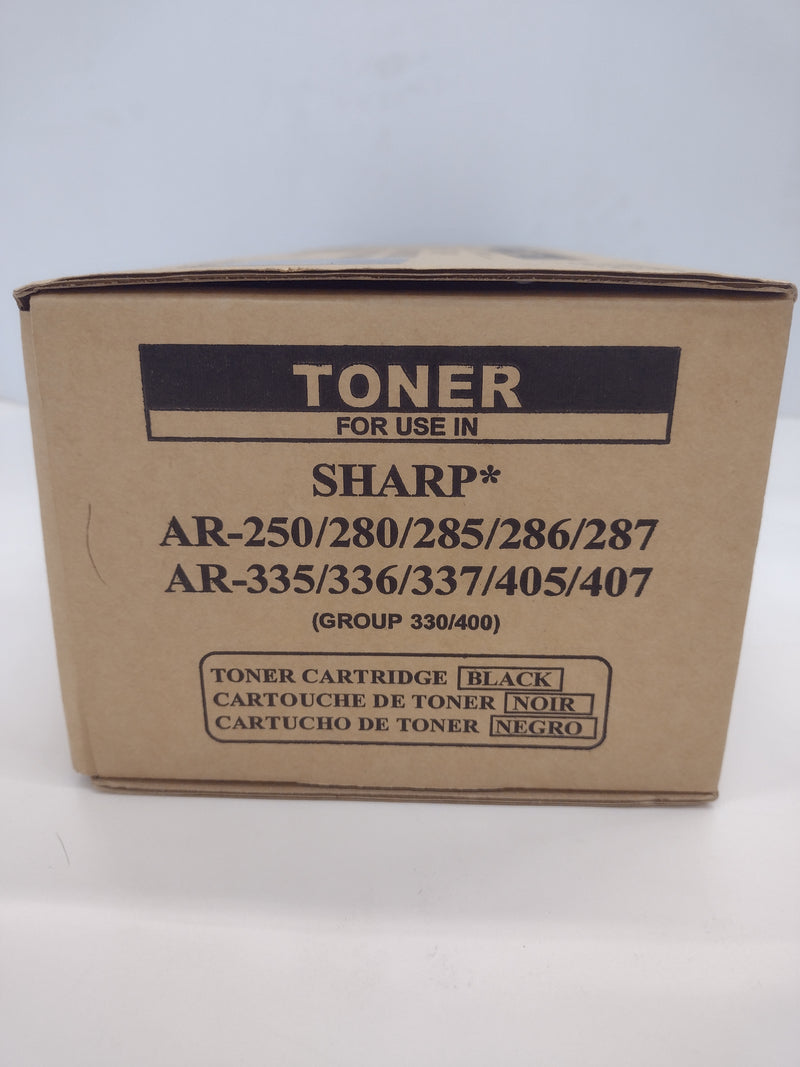 TONER
FOR USE IN
SHARP*
AR-250/280/285/286/287
AR-335/336/337/405/407
(GROUP 330/400)
TONER CARTRIDGE BLACK
CARTOUCHE DE TONER NOIR
CARTUCHO DE TONER NEGRO